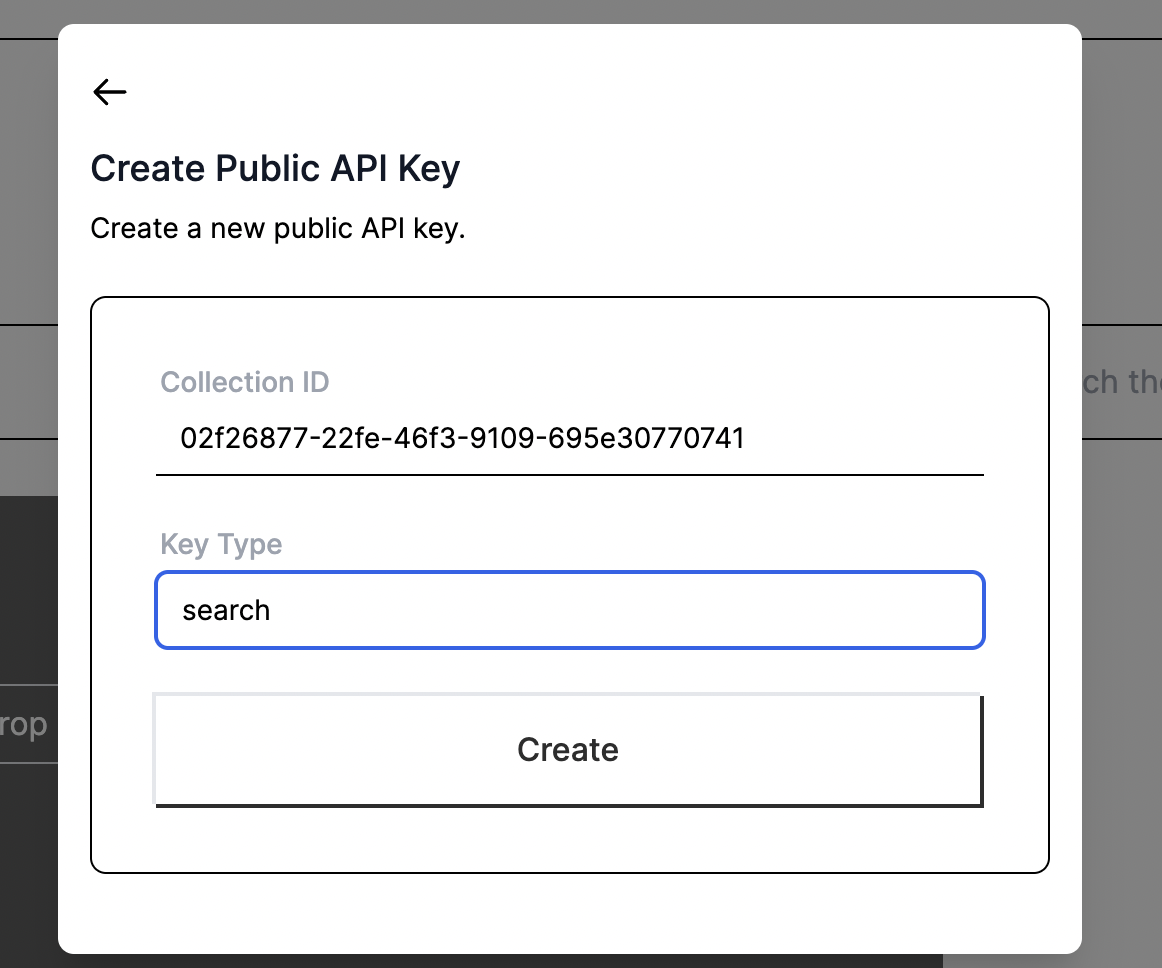 Create Public API Key
Create a new public API key.
Collection ID
02f26877-22fe-46f3-9109-695e30770741
ch th
Key Type
search
rop
Create